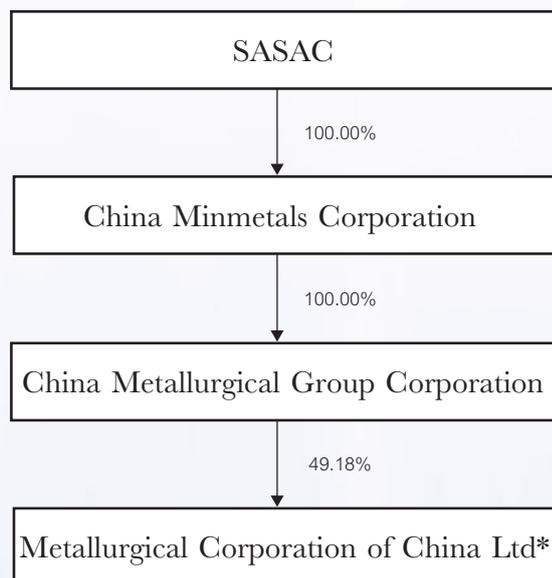 SASAC
100.00%
China Minmetals Corporation
100.00%
China Metallurgical Group Corporation
49.18%
Metallurgical Corporation of China Ltd*